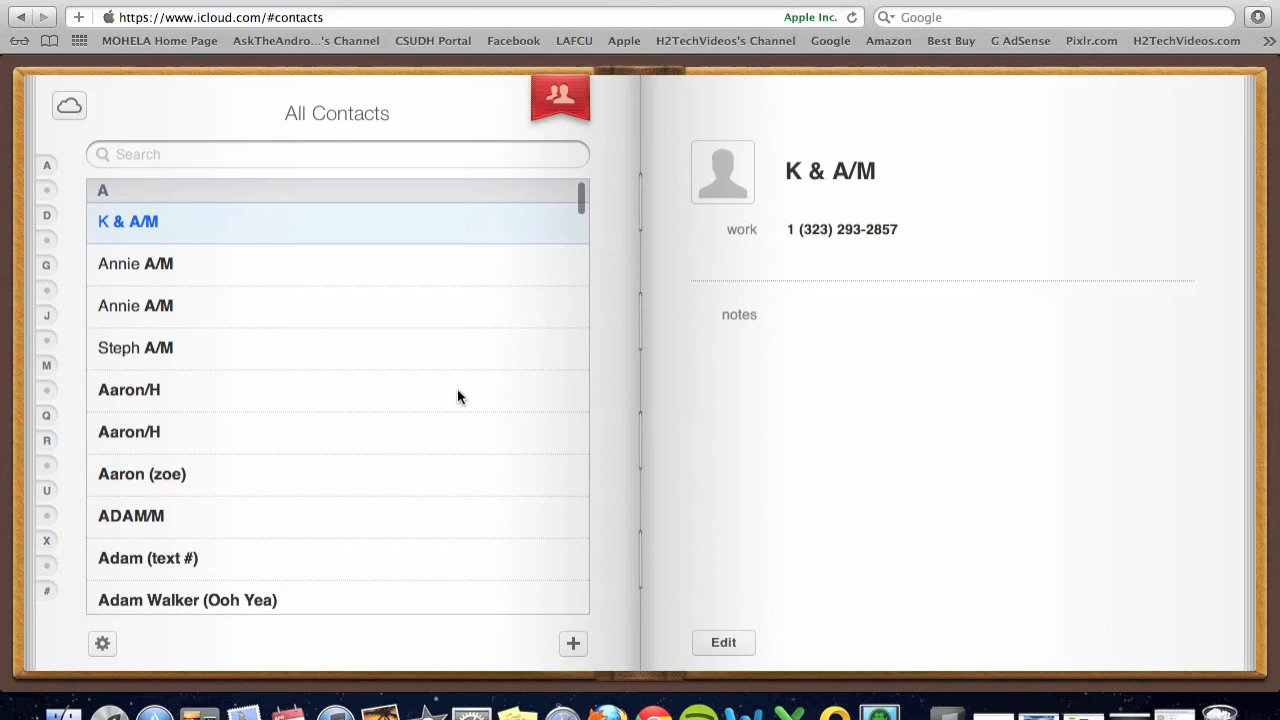 https://www.icloud.com/#contacts
Apple Inc.
Google
MOHELA Home Page
AskTheAndro...'s Channel
CSUDH Portal
Facebook
LAFCU
Apple
H2TechVideos's Channel
Google
Amazon
Best Buy
G AdSense
Pixlr.com
H2TechVideos.com
All Contacts
Search
A
D
G
J
M
Q
R
U
X
#
A
K & A/M
Annie A/M
Annie A/M
Steph A/M
Aaron/H
Aaron/H
Aaron (zoe)
ADAM/M
Adam (text #)
Adam Walker (Ooh Yea)
K & A/M
work 1 (323) 293-2857
notes
Edit